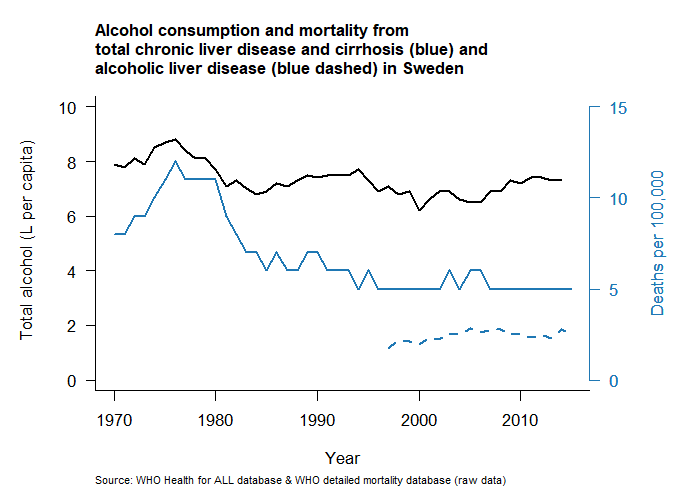 Alcohol consumption and mortality from
total chronic liver disease and cirrhosis (blue) and
alcoholic liver disease (blue dashed) in Sweden
Total alcohol (L per capita)
10
8
6
4
2
0
15
10
5
0
Deaths per 100,000
1970
1980
1990
2000
2010
Year
Source: WHO Health for ALL database & WHO detailed mortality database (raw data)